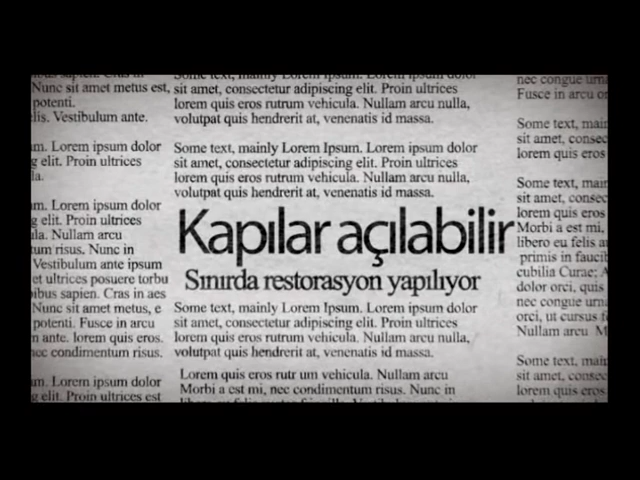 Nunc sit amet metus est,
potenti.
Vestibulum ante.
Lorem ipsum dolor
elit. Proin ultrices
Lorem ipsum dolor
elit. Proin ultrices
Nullam arcu
risus. Nunc in
Vestibulum ante ipsum
et ultrices posuere torbu
sapien. Cras in aes
Nunc sit amet metus, e
potenti. Fusce in arcu
ante. lorem quis eros.
condimentum risus.
Lorem ipsum dolor
elit. Proin ultrices est
Some text, mainly Lorem Ipsum. Lorem ipsum dolor
sit amet, consectetur adipiscing elit. Proin ultrices
lorem quis eros rutrum vehicula. Nullam arcu nulla,
volutpat quis hendrerit at, venenatis id massa.
Some text, mainly Lorem Ipsum. Lorem ipsum dolor
sit amet, consectetur adipiscing elit. Proin ultrices
lorem quis eros rutrum vehicula. Nullam arcu nulla,
volutpat quis hendrerit at, venenatis id massa.
Kapılar açılabilir
Sınırda restorasyon yapılıyor
Some text, mainly Lorem Ipsum. Lorem ipsum dolor
sit amet, consectetur adipiscing elit. Proin ultrices
lorem quis eros rutrum vehicula. Nullam arcu nulla,
volutpat quis hendrerit at, venenatis id massa.
Lorem quis eros rutr um vehicula. Nullam arcu
Morbi a est mi, nec condimentum risus. Nunc in
nec congue urna
Fusce in arcu
Some text,
sit amet,
lorem quis eros
Some text,
sit amet,
lorem quis eros
Morbi a est mi,
libero eu felis
primis in
cubilia Curae;
dolor orci, quis
nec congue
orci, ut cursus
Nullam arcu
Some text,
sit amet,
lorem quis eros